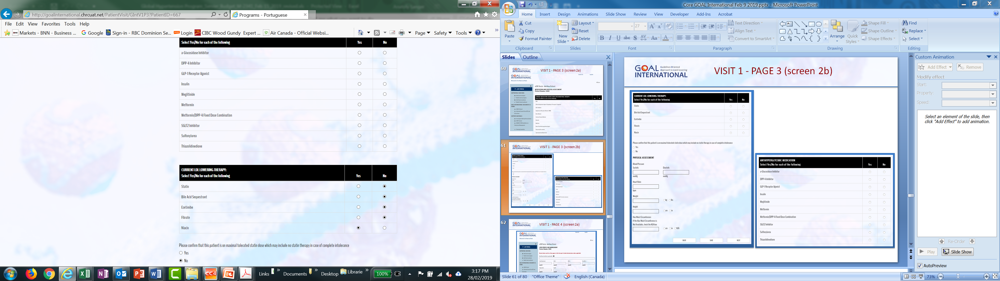 http://goalinternational.chrcuat.net/PatientVisit/GIntV1P3?PatientID=667
Programs - Portuguese
File Edit View Favorites Tools Help
Markets - BNN - Business ... Google Sign-in - RBC Dominion Se... Login CIBC Wood Gundy Expert ... Air Canada - Official Websi...
Page Safety Tools
Select Yes/No for each of the following Yes No
a-Glucosidase Inhibitor
DPP-4 Inhibitor
GLP-1 Receptor Agonist
Insulin
Meglitinide
Metformin
Metformin/DPP-4 Fixed Dose Combination
SGLT2 Inhibitor
Sulfonylurea
Thiazolidinedione
CURRENT LDL LOWERING THERAPY:
Select Yes/No for each of the following Yes No
Statin
Bile Acid Sequestrant
Ezetimibe
Fibrate
Niacin
Please confirm that this patient is on maximal tolerated statin dose which may include no statin therapy in case of complete intolerance
Yes
No
Links Documents Desktop Librarie 100% 3:17 PM
28/02/2019
Core GOAL International Feb 9 2019.pptx - Microsoft PowerPoint
Home Insert Design Animations Slide Show Review View Developer Add-Ins Acrobat
Paste
Cut
Copy
Format Painter
Clipboard
New Slide
Layout
Reset
Delete
Slides
27
Font
Text Direction
Align Text
Convert to SmartArt
Paragraph
Arrange
Quick Styles
Shape Fill
Shape Outline
Shape Effects
Drawing
Find
Replace
Select
Editing
Slides Outline
60
GOAL INTERNATIONAL
VISIT 1 - PAGE 3 (screen 2a)
61
GOAL INTERNATIONAL
VISIT 1 - PAGE 3 (screen 2b)
62
GOAL INTERNATIONAL
VISIT 1 - PAGE 4 (screen 2a)
GOAL Guidelines Oriented
Approach to Lipid lowering
INTERNATIONAL
VISIT 1 - PAGE 3 (screen 2b)
CURRENT LDL LOWERING THERAPY:
Select Yes/No for each of the following Yes No
Statin
Bile Acid Sequestrant
Ezetimibe
Fibrate
Niacin
Please confirm that this patient is on maximal tolerated statin dose which may include no statin therapy in case of complete intolerance
Yes
No
PHYSICAL ASSESSMENT
Blood Pressure
Systolic Diastolic
mmHg mmHg
Heart Rate
bpm
Weight
kg lbs
Height
cm in
Iliac Waist Circumference
If the Iliac Waist Circumference is
Not Available, check the N/A box
cm in N/A
BACK SAVE NEXT
ANTIHYPERGLYCEMIC MEDICATION
Select Yes/No for each of the following Yes No
a-Glucosidase Inhibitor
DPP-4 Inhibitor
GLP-1 Receptor Agonist
Insulin
Meglitinide
Metformin
Metformin/DPP-4 Fixed Dose Combination
SGLT2 Inhibitor
Sulfonylurea
Thiazolidinedione
Custom Animation
Add Effect Remove
Modify effect
Start:
Property:
Speed:
Select an element of the slide, then
click "Add Effect" to add animation.
Re-Order
Play Slide Show
AutoPreview
Slide 61 of 80 "Office Theme" English (Canada) 73%